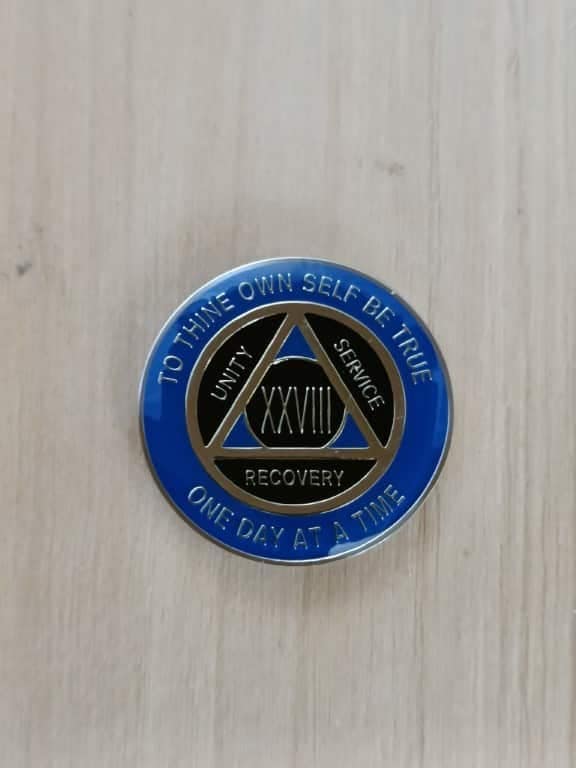 TO THINE OWN SELF BE TRUE
UNITY
SERVICE
XXVIII
RECOVERY
ONE DAY AT A TIME